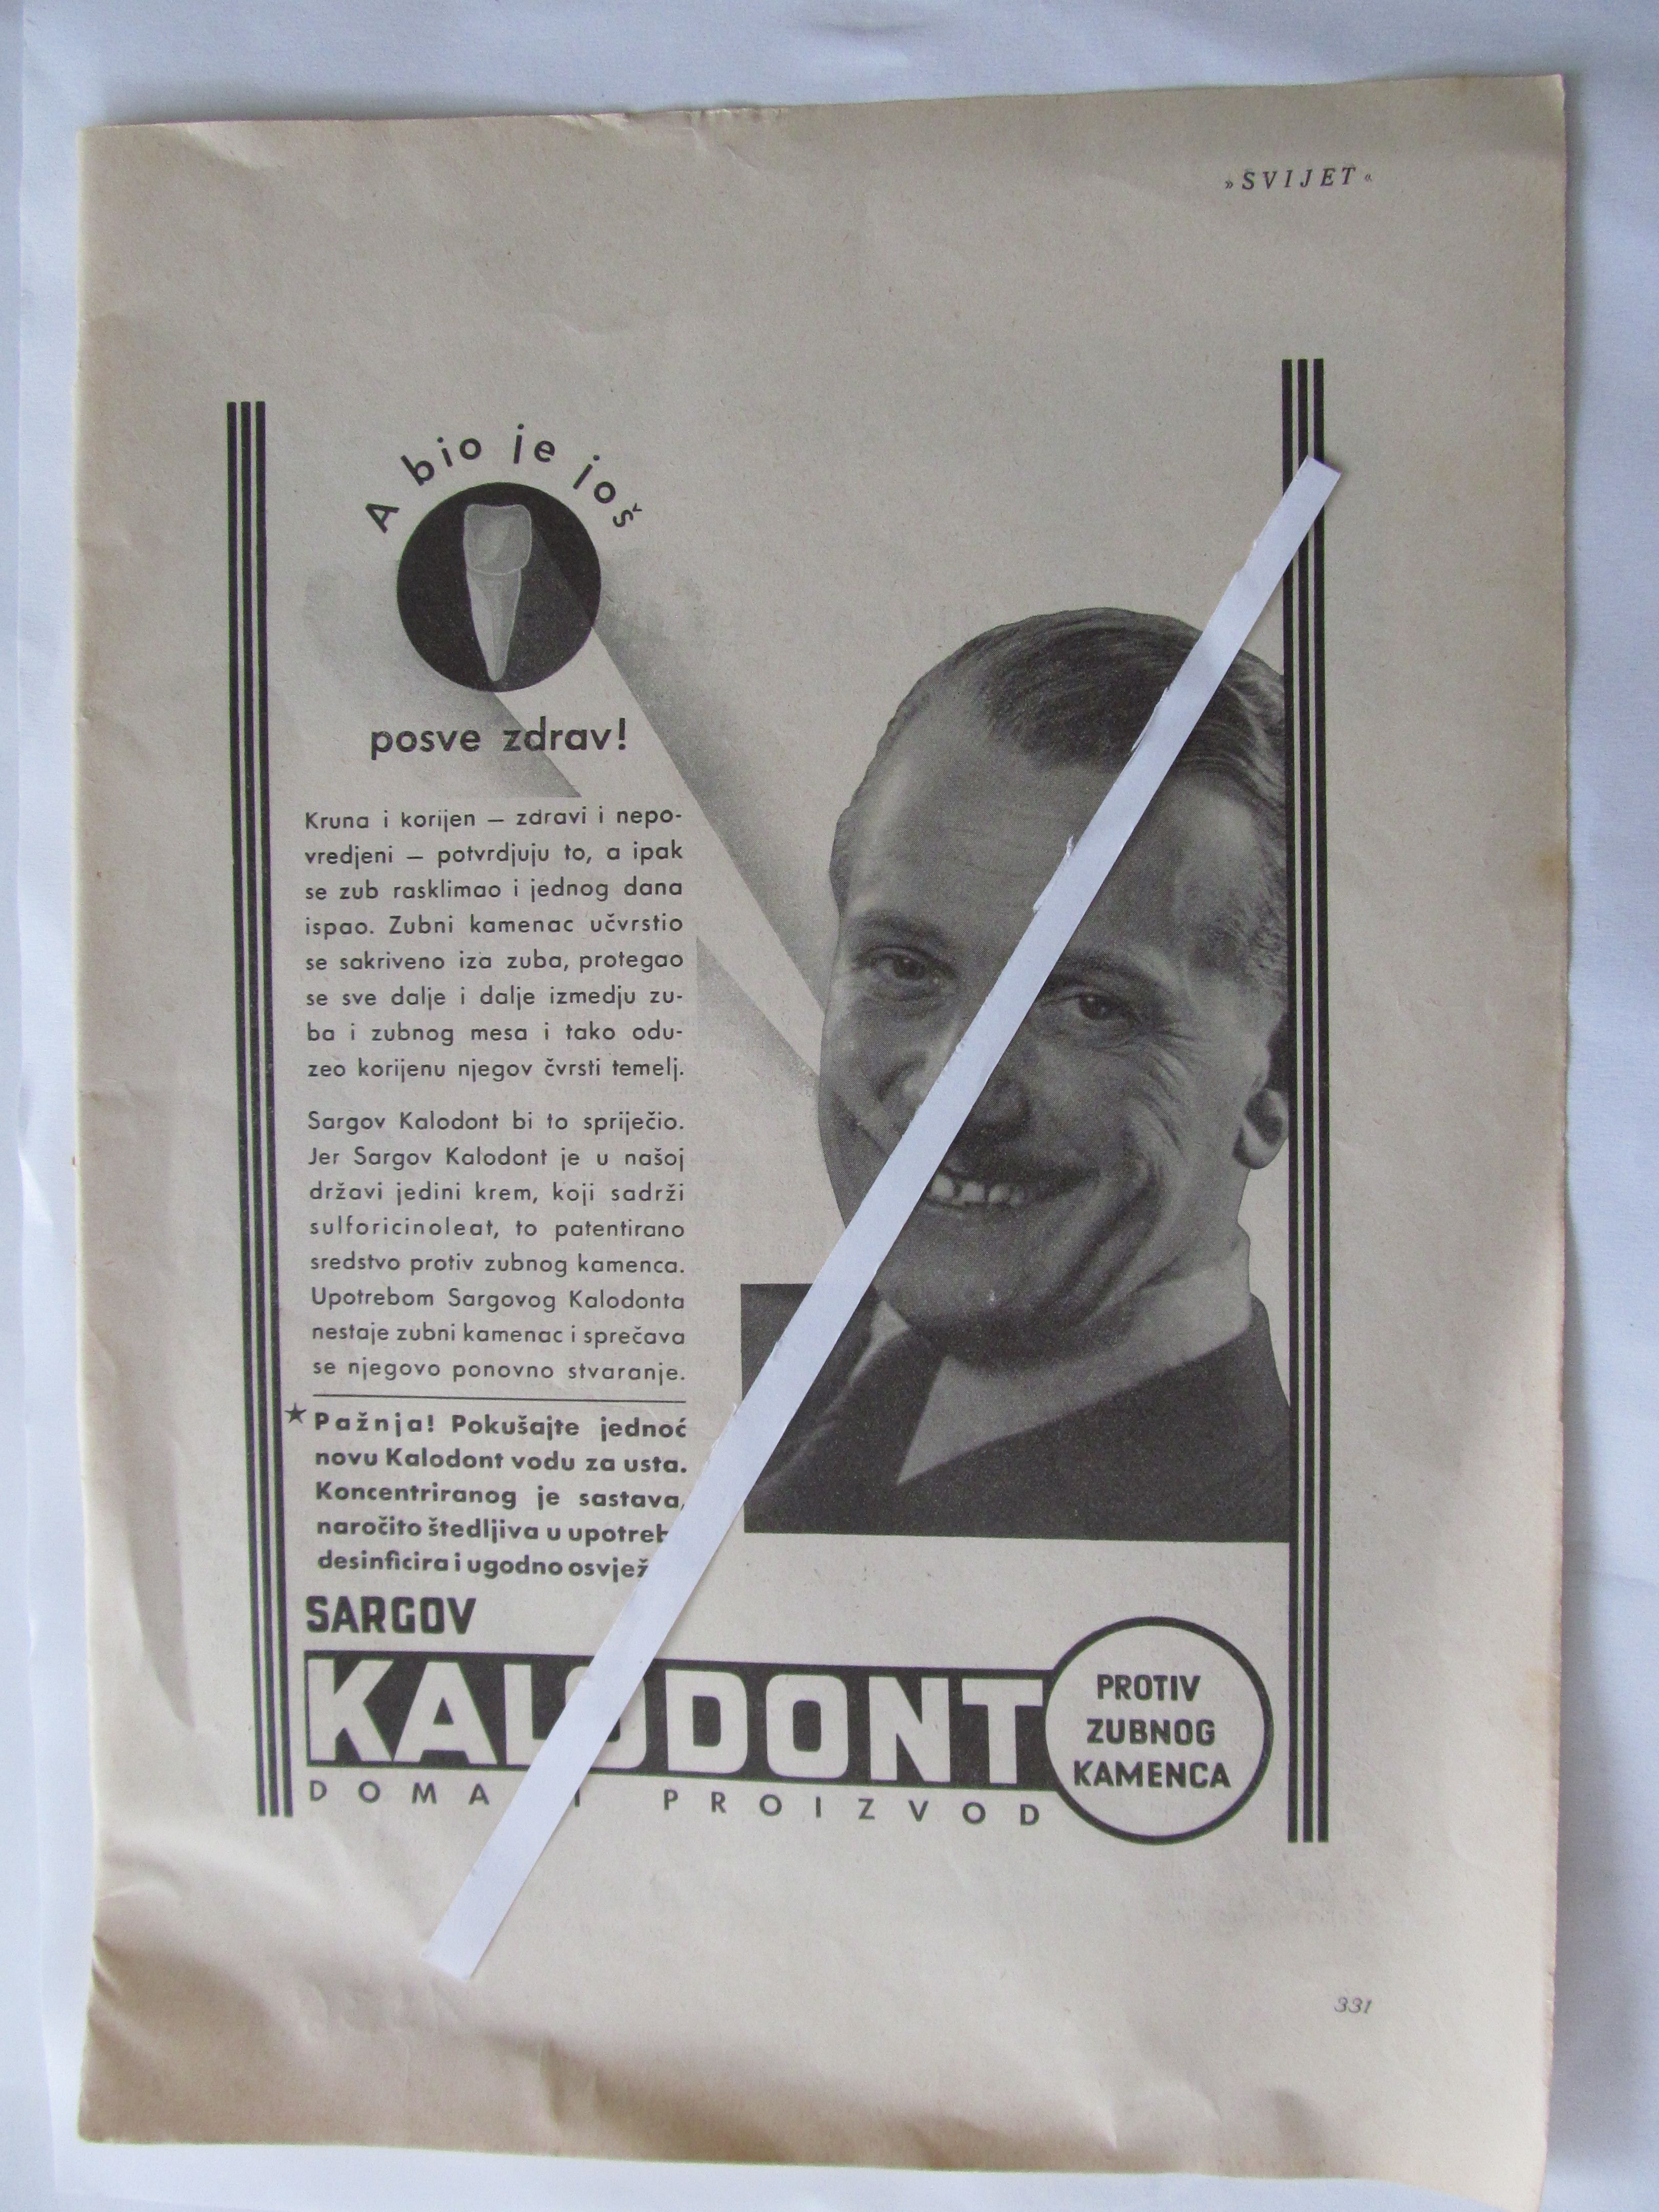 »SVIJET«
A bio je još
posve zdrav!
Kruna i korijen — zdravi i nepo-
vredjeni — potvrdjuju to, a ipak
se zub rasklimao i jednog dana
ispao. Zubni kamenac učvrstio
se sakriveno iza zuba, protegao
se sve dalje i dalje izmedju zu-
ba i zubnog mesa i tako odu-
zeo korijenu njegov čvrsti temelj.
Sargov Kalodont bi to spriječio.
Jer Sargov Kalodont je u našoj
državi jedini krem, koji sadrži
sulforicinoleat, to patentirano
sredstvo protiv zubnog kamenca.
Upotrebom Sargovog Kalodonta
nestaje zubni kamenac i sprečava
se njegovo ponovno stvaranje.
★ Pažnja! Pokušajte jednoć
novu Kalodont vodu za usta.
Koncentriranog je sastava,
naročito štedljiva u
desinficira i ugodno
SARGOV
KALODONT
PROIZVOD
PROTIV
ZUBNOG
KAMENCA
331